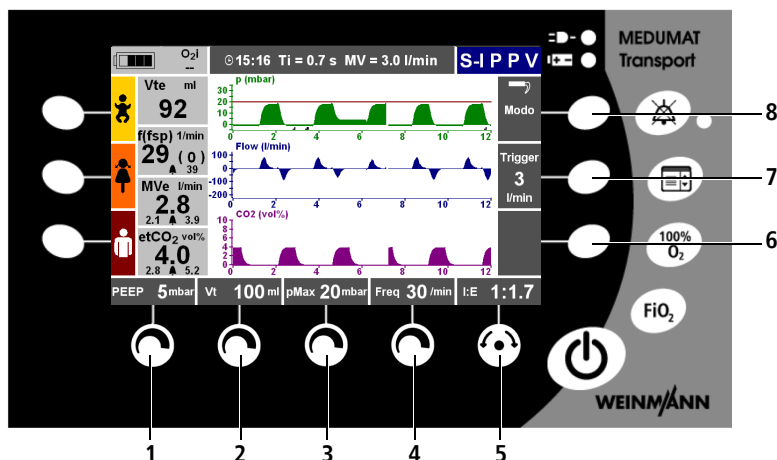 MEDUMAT
Transport
O2i
--
15:16 Ti = 0.7 s MV = 3.0 l/min
S-I P P V
Vte ml
92
f(fsp) 1/min
29 ( 0 )
39
MVe l/min
2.8
2.1 3.9
etCO2 vol%
4.0
2.8 5.2
p (mbar)
30
20
10
0
0 2 4 6 8 10 12
Flow (l/min)
100
0
-100
-200
0 2 4 6 8 10 12
CO2 (vol%)
10
8
6
4
2
0
0 2 4 6 8 10 12
Modo
Trigger
3
l/min
PEEP 5 mbar
Vt 100 ml
pMax 20 mbar
Freq 30 /min
I:E 1:1.7
100%
O2
FiO2
WEINMANN
8
7
6
1 2 3 4 5